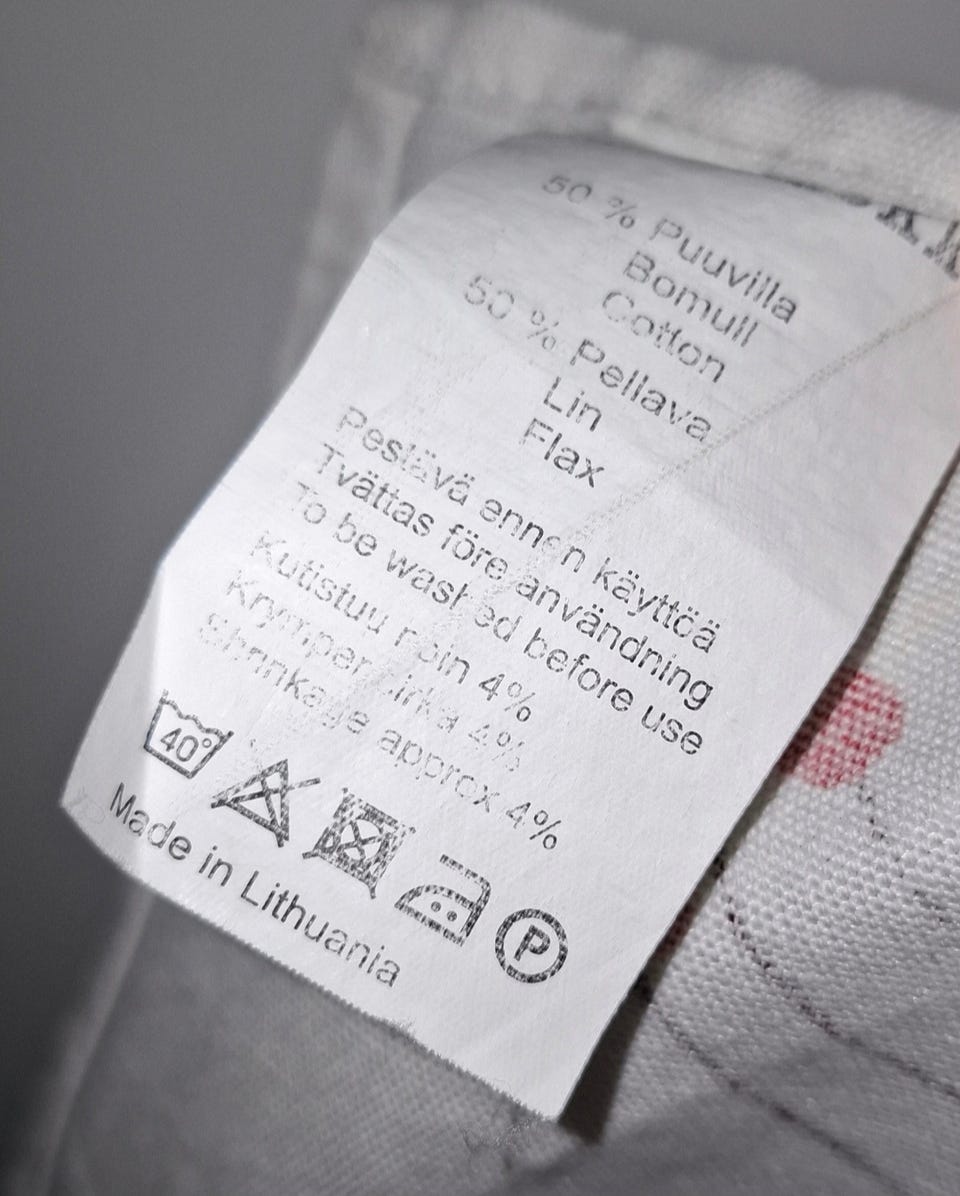 50 % Puuvilla
Bomull
Cotton
50 % Pellava
Lin
Flax
Pestävä ennen käyttöä
Tvättas före användning
To be washed before use
Kutistuu noin 4%
Krymper cirka 4%
Shrinkage approx 4%
40°
P
Made in Lithuania